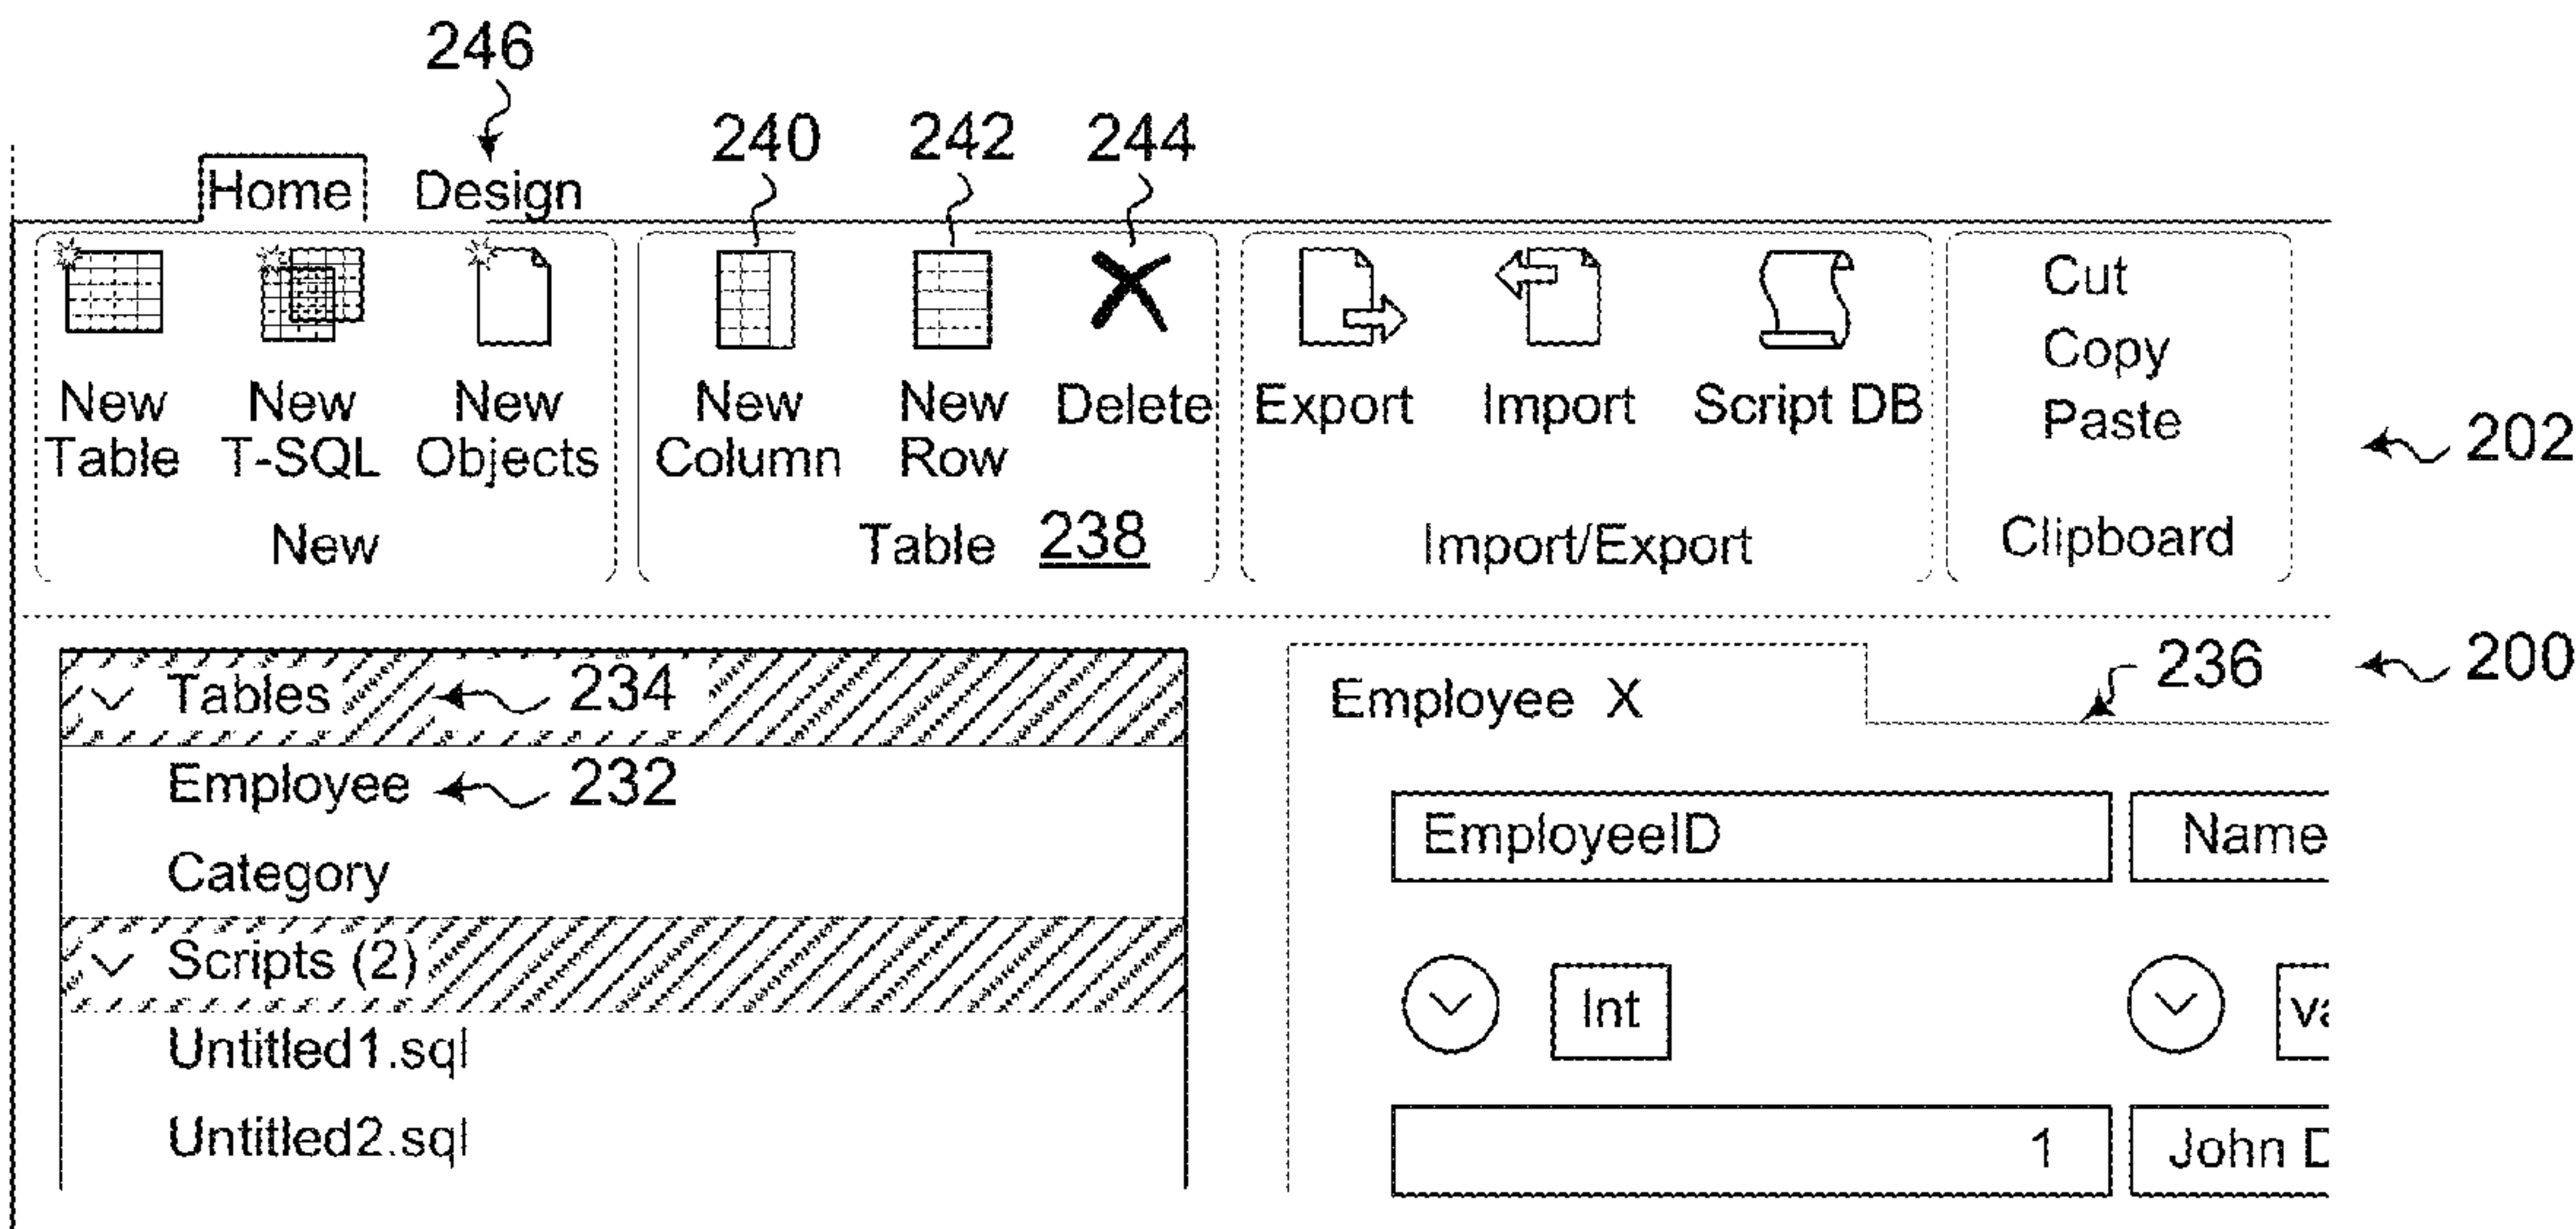 246
240 242 244
Home Design
New Table New T-SQL New Objects New Column New Row Delete Export Import Script DB Cut Copy Paste
202
New Table 238 Import/Export Clipboard
200
Tables 234
Employee X 236
Employee 232
EmployeeID Name
Category
Scripts (2)
Int
Untitled1.sql
Untitled2.sql
1 John